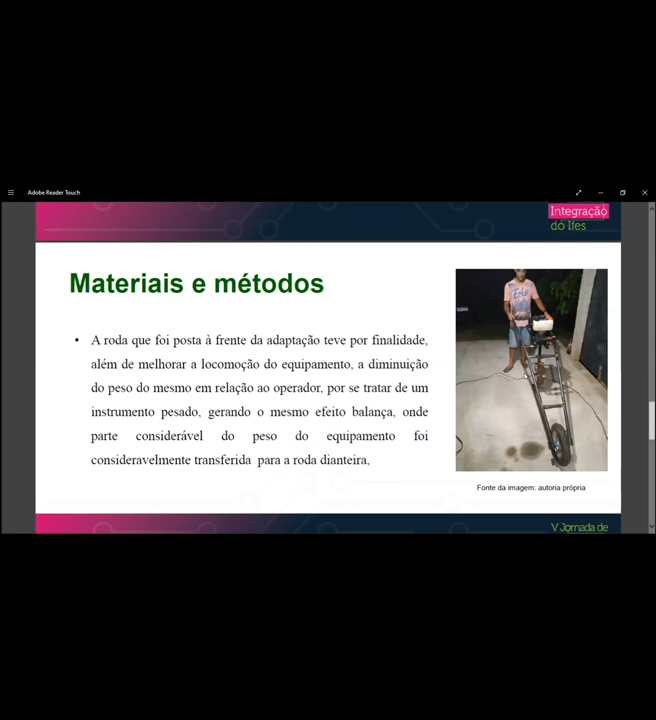 Adobe Reader Touch
Integração
do Ifes
Materiais e métodos
• A roda que foi posta à frente da adaptação teve por finalidade,
além de melhorar a locomoção do equipamento, a diminuição
do peso do mesmo em relação ao operador, por se tratar de um
instrumento pesado, gerando o mesmo efeito balança, onde
parte considerável do peso do equipamento foi
consideravelmente transferida para a roda dianteira,
Fonte da imagem: autoria própria
V Jornada de